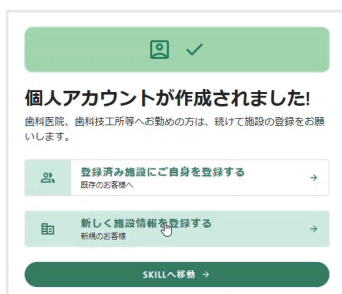 個人アカウントが作成されました!
歯科医院、歯科技工所等へお勤めの方は、続けて施設の登録をお願
いします。
登録済み施設にご自身を登録する
既存のお客様へ
新しく施設情報を登録する
新規のお客様
SKILLへ移動 →